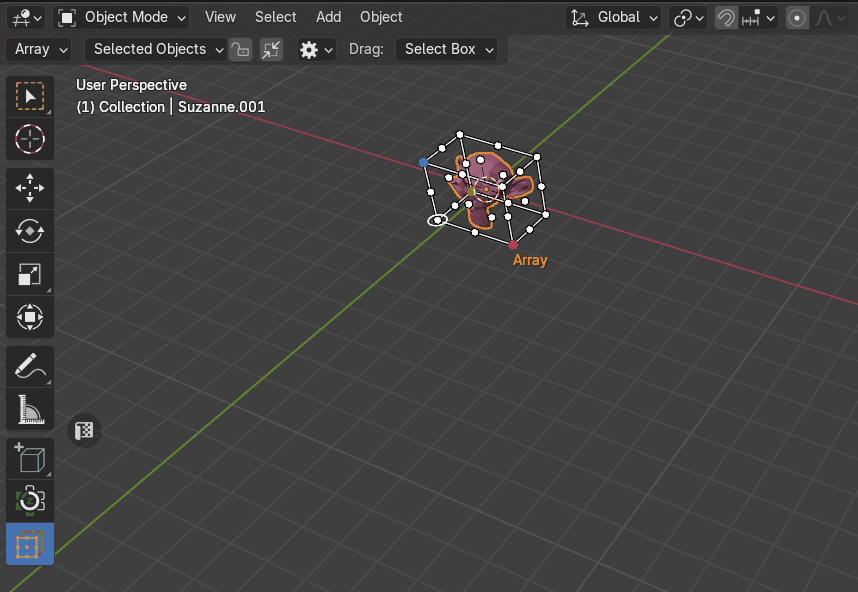 Object Mode View Select Add Object Global
Array Selected Objects Drag: Select Box
User Perspective
(1) Collection | Suzanne.001
Array